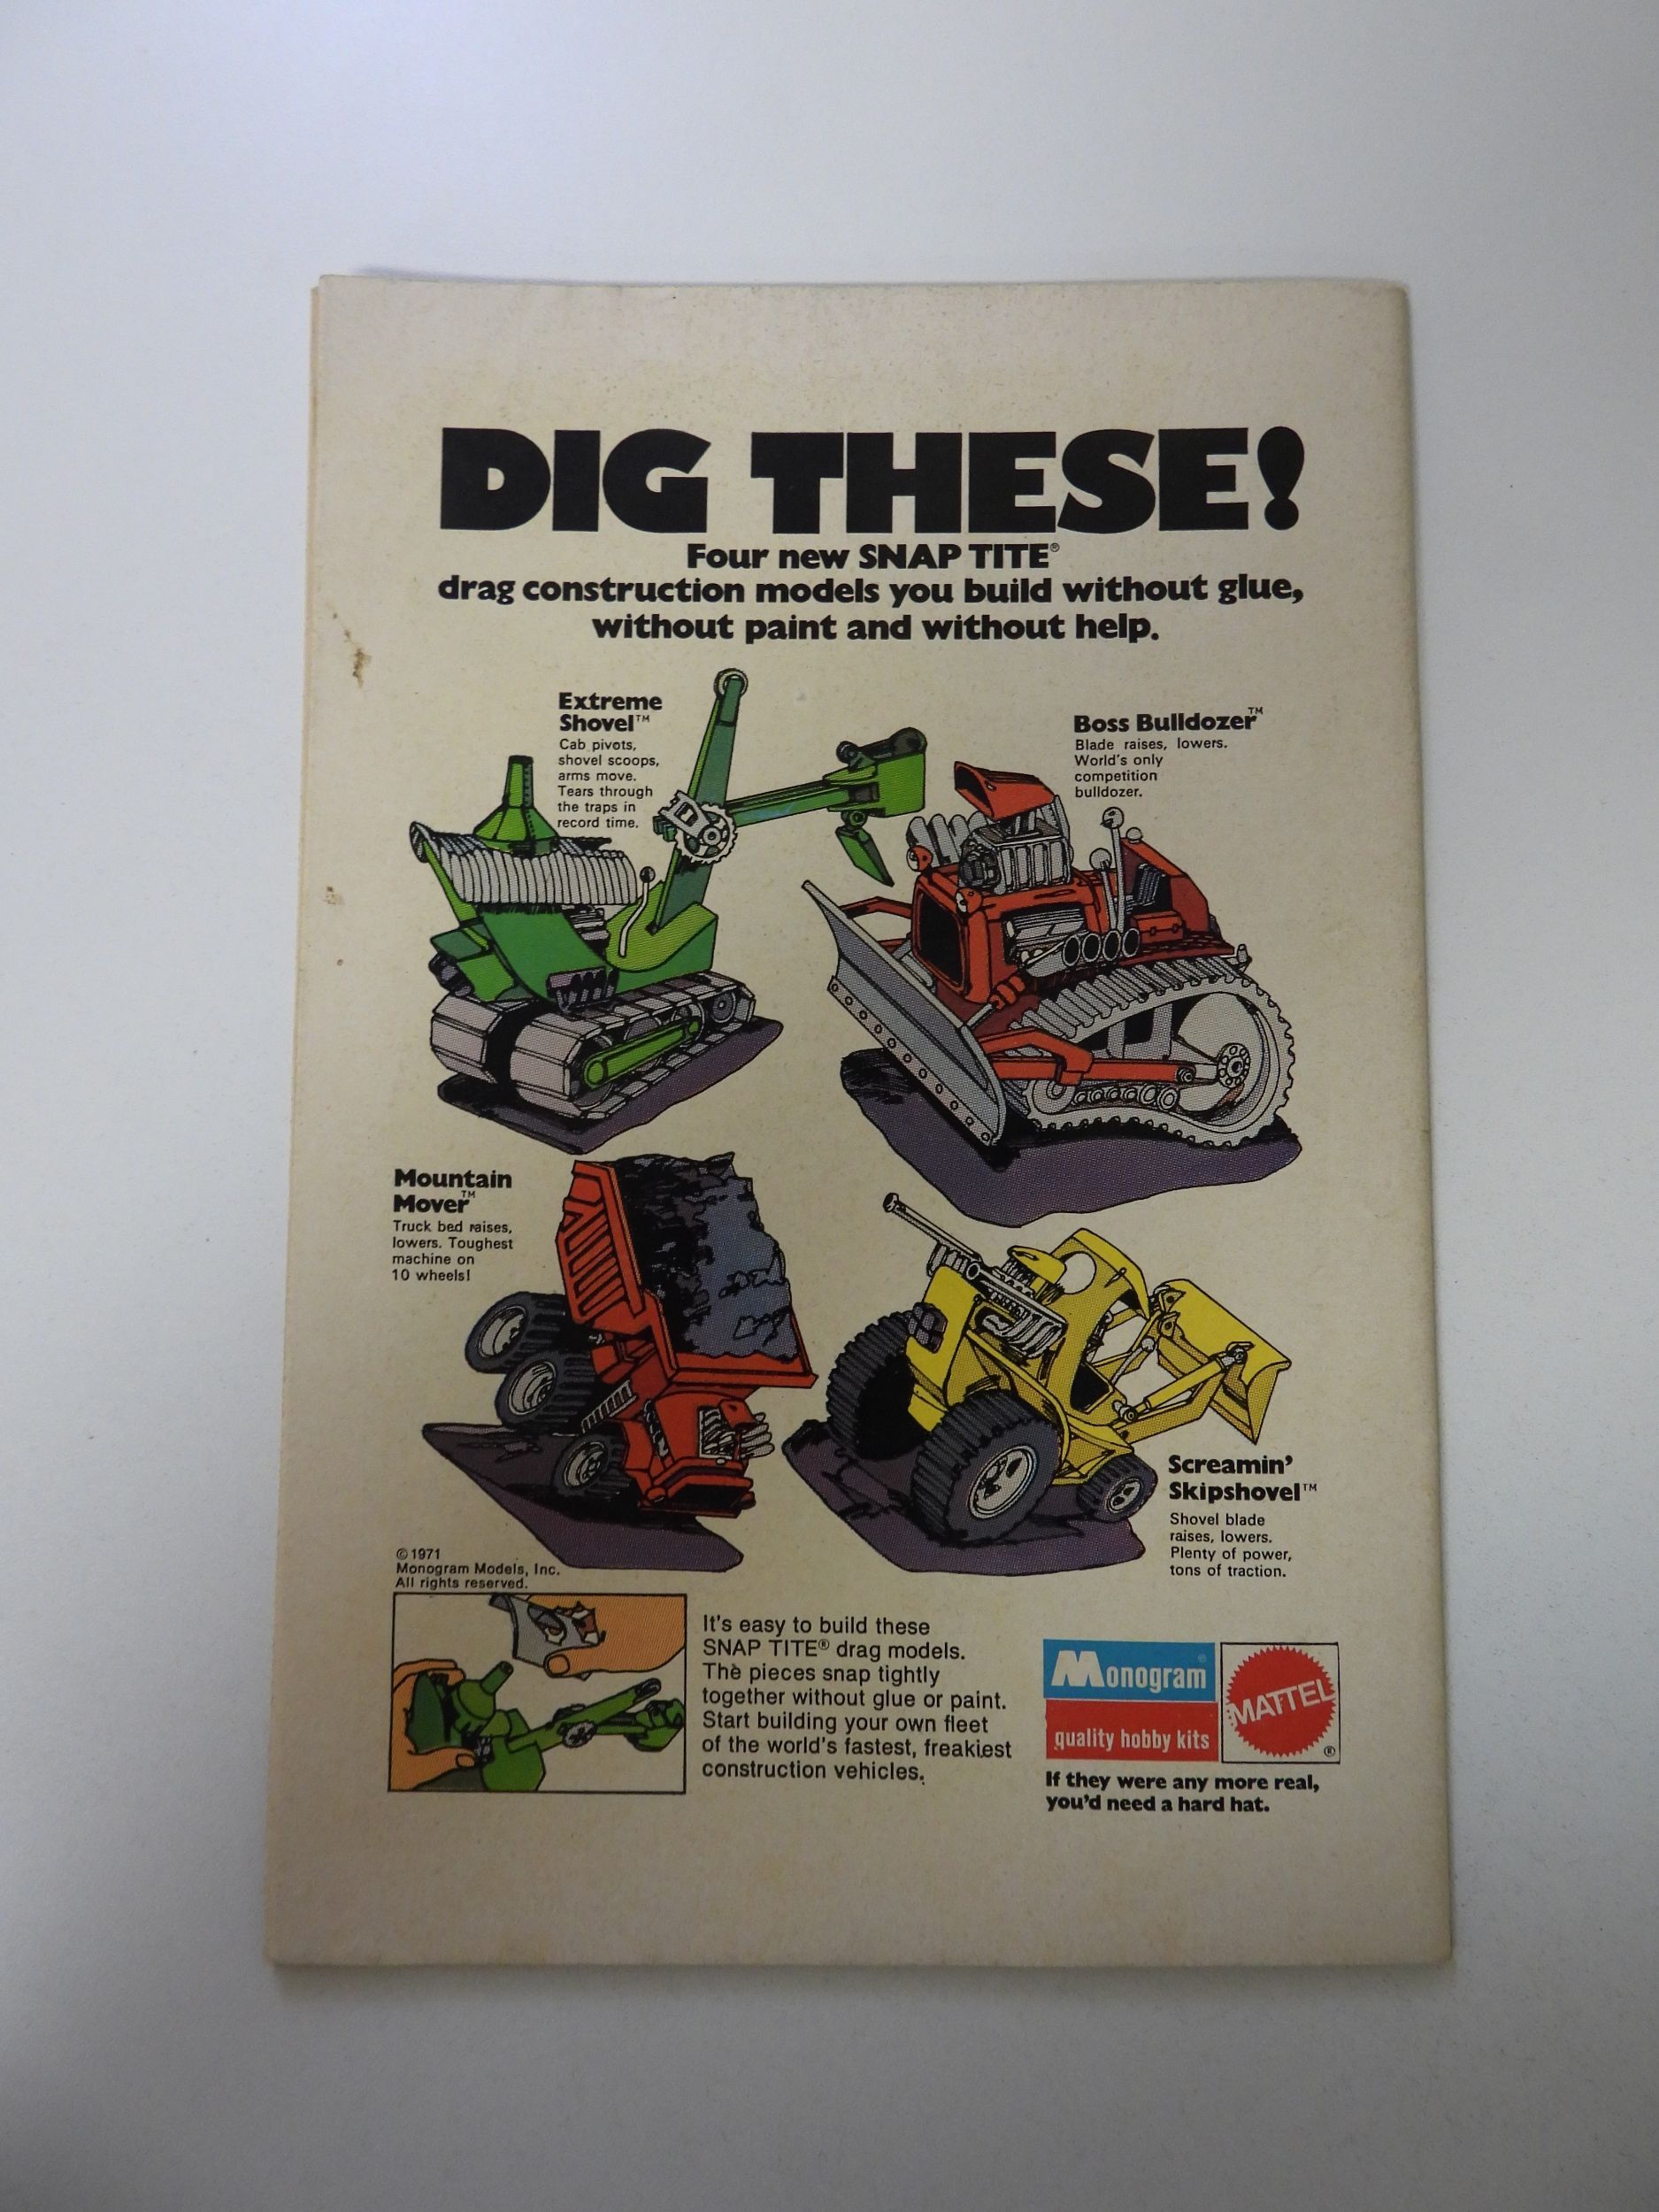 DIG THESE!
Four new SNAP TITE®
drag construction models you build without glue,
without paint and without help.
Extreme
Shovel™
Cab pivots,
shovel scoops,
arms move.
Tears through
the traps in
record time.
Boss Bulldozer™
Blade raises, lowers.
World's only
competition
bulldozer.
Mountain
Mover™
Truck bed raises,
lowers. Toughest
machine on
10 wheels!
Screamin'
Skipshovel™
Shovel blade
raises, lowers.
Plenty of power,
tons of traction.
©1971
Monogram Models, Inc.
All rights reserved.
It's easy to build these
SNAP TITE® drag models.
The pieces snap tightly
together without glue or paint.
Start building your own fleet
of the world's fastest, freakiest
construction vehicles.
Monogram®
quality hobby kits
MATTEL®
If they were any more real,
you'd need a hard hat.